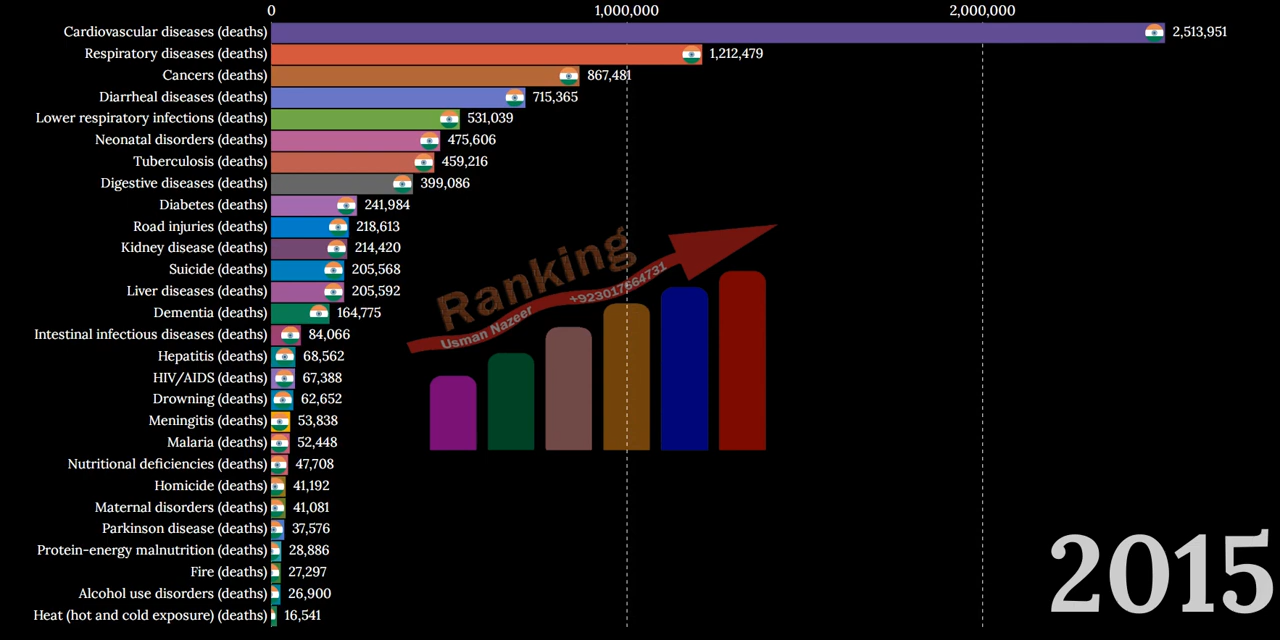 0 1,000,000 2,000,000
Cardiovascular diseases (deaths) 2,513,951
Respiratory diseases (deaths) 1,212,479
Cancers (deaths) 867,481
Diarrheal diseases (deaths) 715,365
Lower respiratory infections (deaths) 531,039
Neonatal disorders (deaths) 475,606
Tuberculosis (deaths) 459,216
Digestive diseases (deaths) 399,086
Diabetes (deaths) 241,984
Road injuries (deaths) 218,613
Kidney disease (deaths) 214,420
Suicide (deaths) 205,568
Liver diseases (deaths) 205,592
Dementia (deaths) 164,775
Intestinal infectious diseases (deaths) 84,066
Hepatitis (deaths) 68,562
HIV/AIDS (deaths) 67,388
Drowning (deaths) 62,652
Meningitis (deaths) 53,838
Malaria (deaths) 52,448
Nutritional deficiencies (deaths) 47,708
Homicide (deaths) 41,192
Maternal disorders (deaths) 41,081
Parkinson disease (deaths) 37,576
Protein-energy malnutrition (deaths) 28,886
Fire (deaths) 27,297
Alcohol use disorders (deaths) 26,900
Heat (hot and cold exposure) (deaths) 16,541
Ranking
Usman Nazeer +923017564731
2015